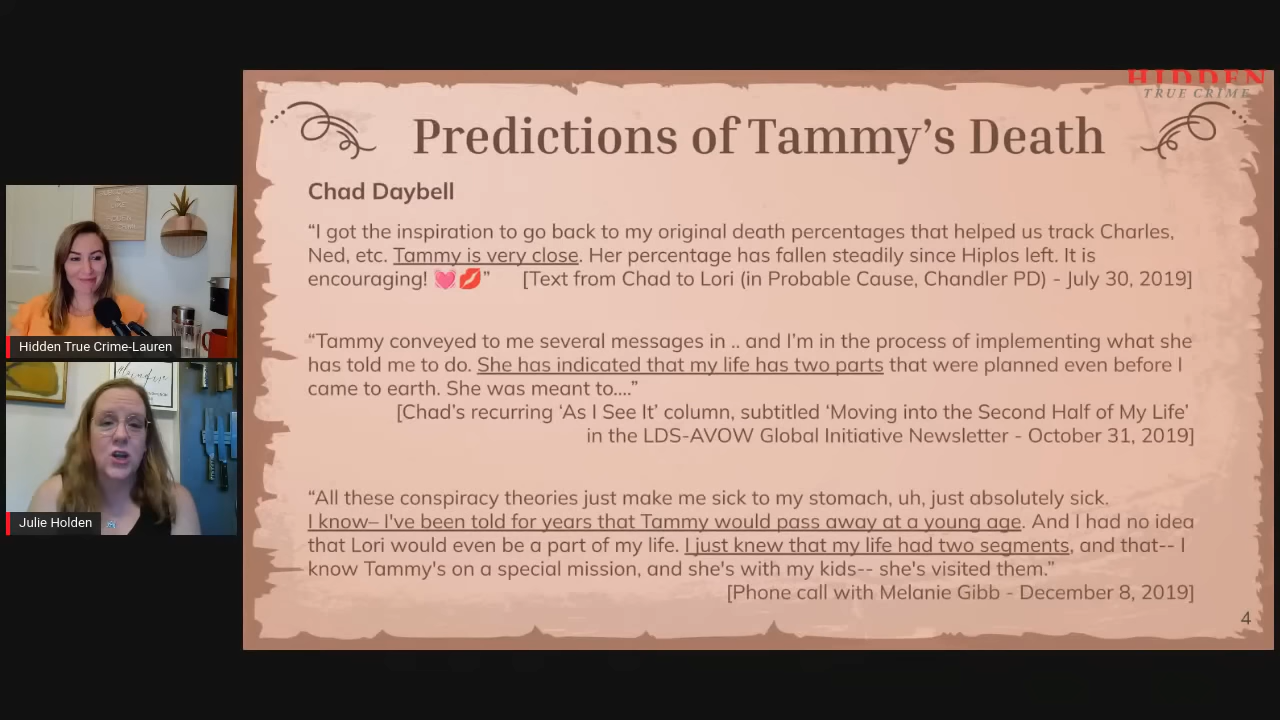 HIDDEN
TRUE CRIME
Predictions of Tammy’s Death
Chad Daybell
“I got the inspiration to go back to my original death percentages that helped us track Charles,
Ned, etc. Tammy is very close. Her percentage has fallen steadily since Hiplos left. It is
encouraging! 💓💋” [Text from Chad to Lori (in Probable Cause, Chandler PD) - July 30, 2019]
“Tammy conveyed to me several messages in .. and I’m in the process of implementing what she
has told me to do. She has indicated that my life has two parts that were planned even before I
came to earth. She was meant to....”
[Chad’s recurring ‘As I See It’ column, subtitled ‘Moving into the Second Half of My Life’
in the LDS-AVOW Global Initiative Newsletter - October 31, 2019]
“All these conspiracy theories just make me sick to my stomach, uh, just absolutely sick.
I know– I've been told for years that Tammy would pass away at a young age. And I had no idea
that Lori would even be a part of my life. I just knew that my life had two segments, and that-- I
know Tammy's on a special mission, and she's with my kids-- she's visited them.”
[Phone call with Melanie Gibb - December 8, 2019]
4
Hidden True Crime-Lauren
Julie Holden